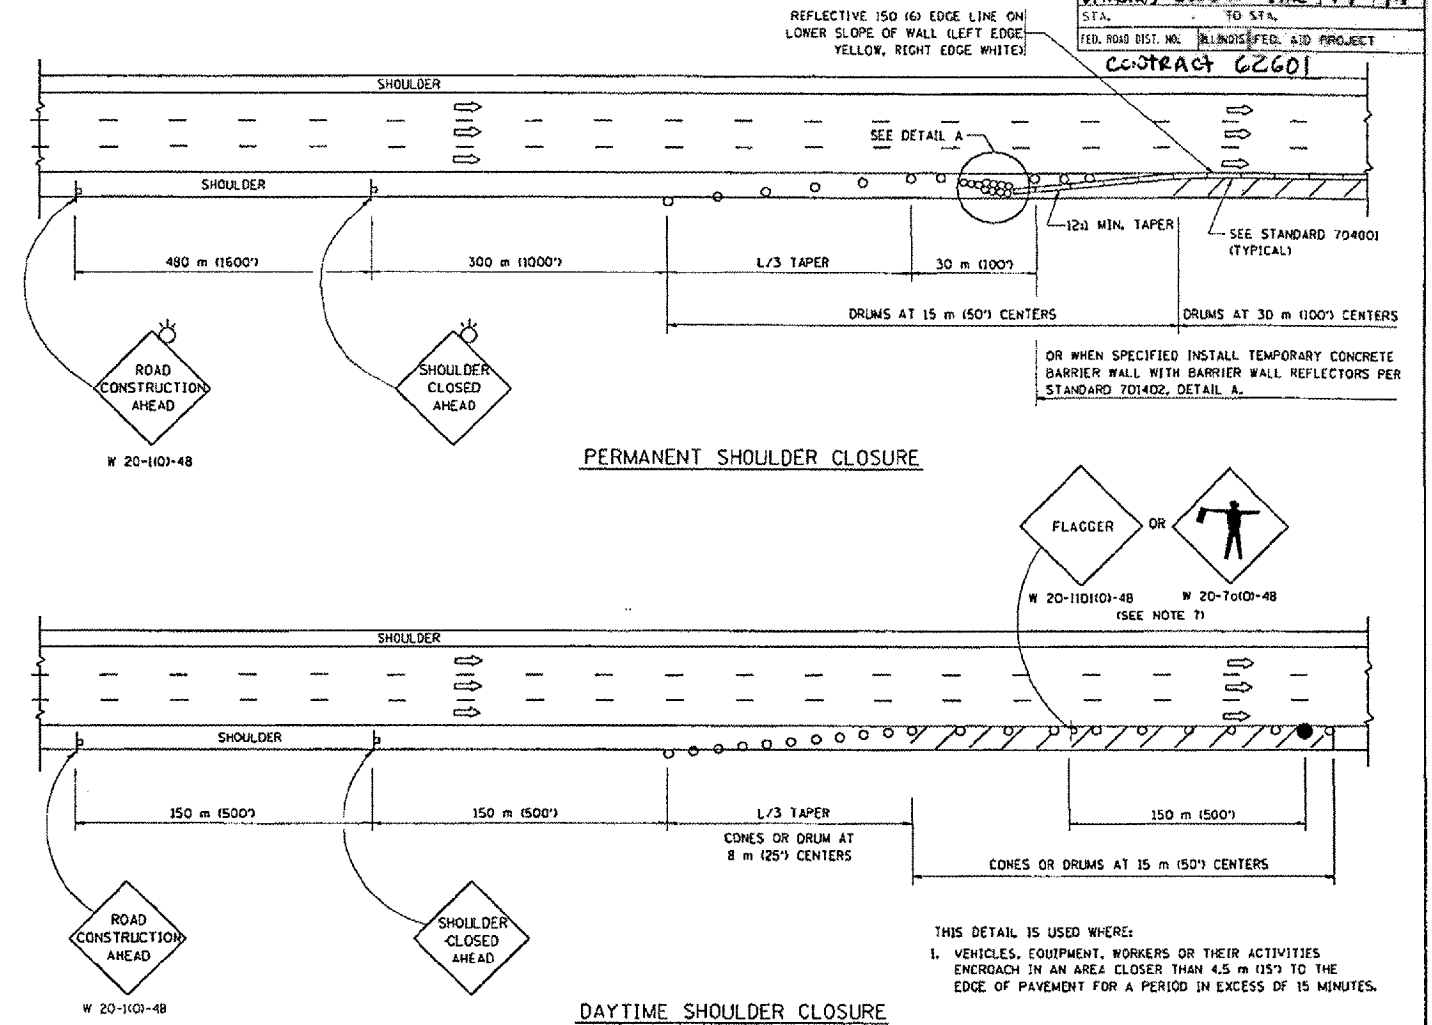 REFLECTIVE 150 (6) EDGE LINE ON
LOWER SLOPE OF WALL (LEFT EDGE
YELLOW, RIGHT EDGE WHITE)
STA. TO STA.
FED. ROAD DIST. NO. ILLINOIS FED. AID PROJECT
CONTRACT 62601
SHOULDER
SEE DETAIL A
SHOULDER
12:1 MIN. TAPER
SEE STANDARD 704001
(TYPICAL)
480 m (1600')
300 m (1000')
L/3 TAPER
30 m (100')
DRUMS AT 15 m (50') CENTERS
DRUMS AT 30 m (100') CENTERS
OR WHEN SPECIFIED INSTALL TEMPORARY CONCRETE
BARRIER WALL WITH BARRIER WALL REFLECTORS PER
STANDARD 701402, DETAIL A.
ROAD
CONSTRUCTION
AHEAD
W 20-1(O)-48
SHOULDER
CLOSED
AHEAD
PERMANENT SHOULDER CLOSURE
FLAGGER
OR
W 20-1101(O)-48
W 20-7a(O)-48
(SEE NOTE 7)
SHOULDER
SHOULDER
150 m (500')
150 m (500')
L/3 TAPER
CONES OR DRUM AT
8 m (25') CENTERS
150 m (500')
CONES OR DRUMS AT 15 m (50') CENTERS
ROAD
CONSTRUCTION
AHEAD
W 20-1(O)-48
SHOULDER
CLOSED
AHEAD
THIS DETAIL IS USED WHERE:
1. VEHICLES, EQUIPMENT, WORKERS OR THEIR ACTIVITIES
ENCROACH IN AN AREA CLOSER THAN 4.5 m (15') TO THE
EDGE OF PAVEMENT FOR A PERIOD IN EXCESS OF 15 MINUTES.
DAYTIME SHOULDER CLOSURE